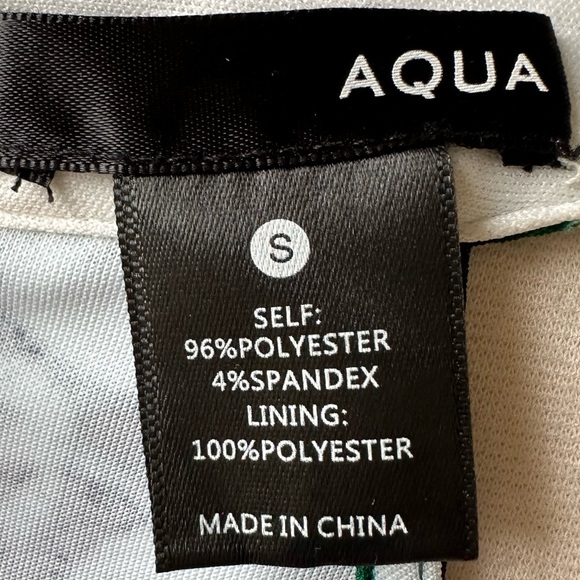 AQUA
S
SELF:
96%POLYESTER
4%SPANDEX
LINING:
100%POLYESTER
MADE IN CHINA